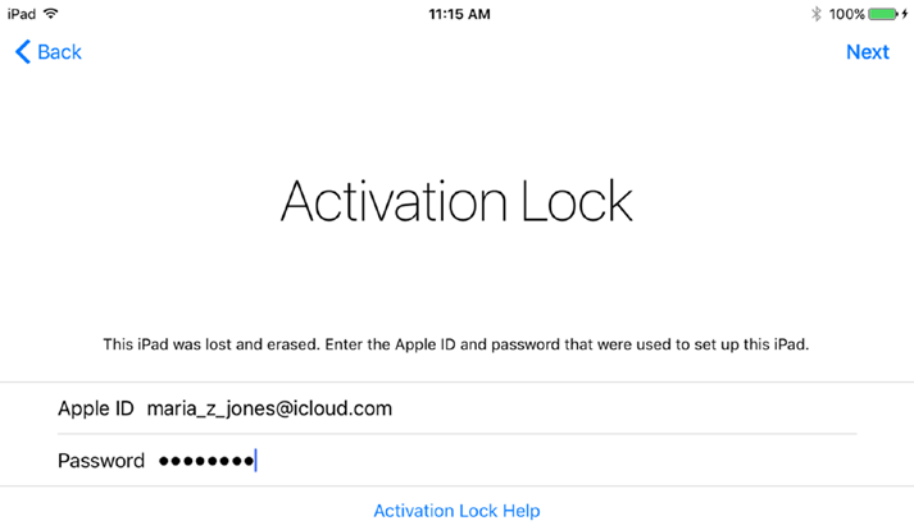 iPad 11:15 AM 100%
Back Next
Activation Lock
This iPad was lost and erased. Enter the Apple ID and password that were used to set up this iPad.
Apple ID maria_z_jones@icloud.com
Password ••••••••
Activation Lock Help